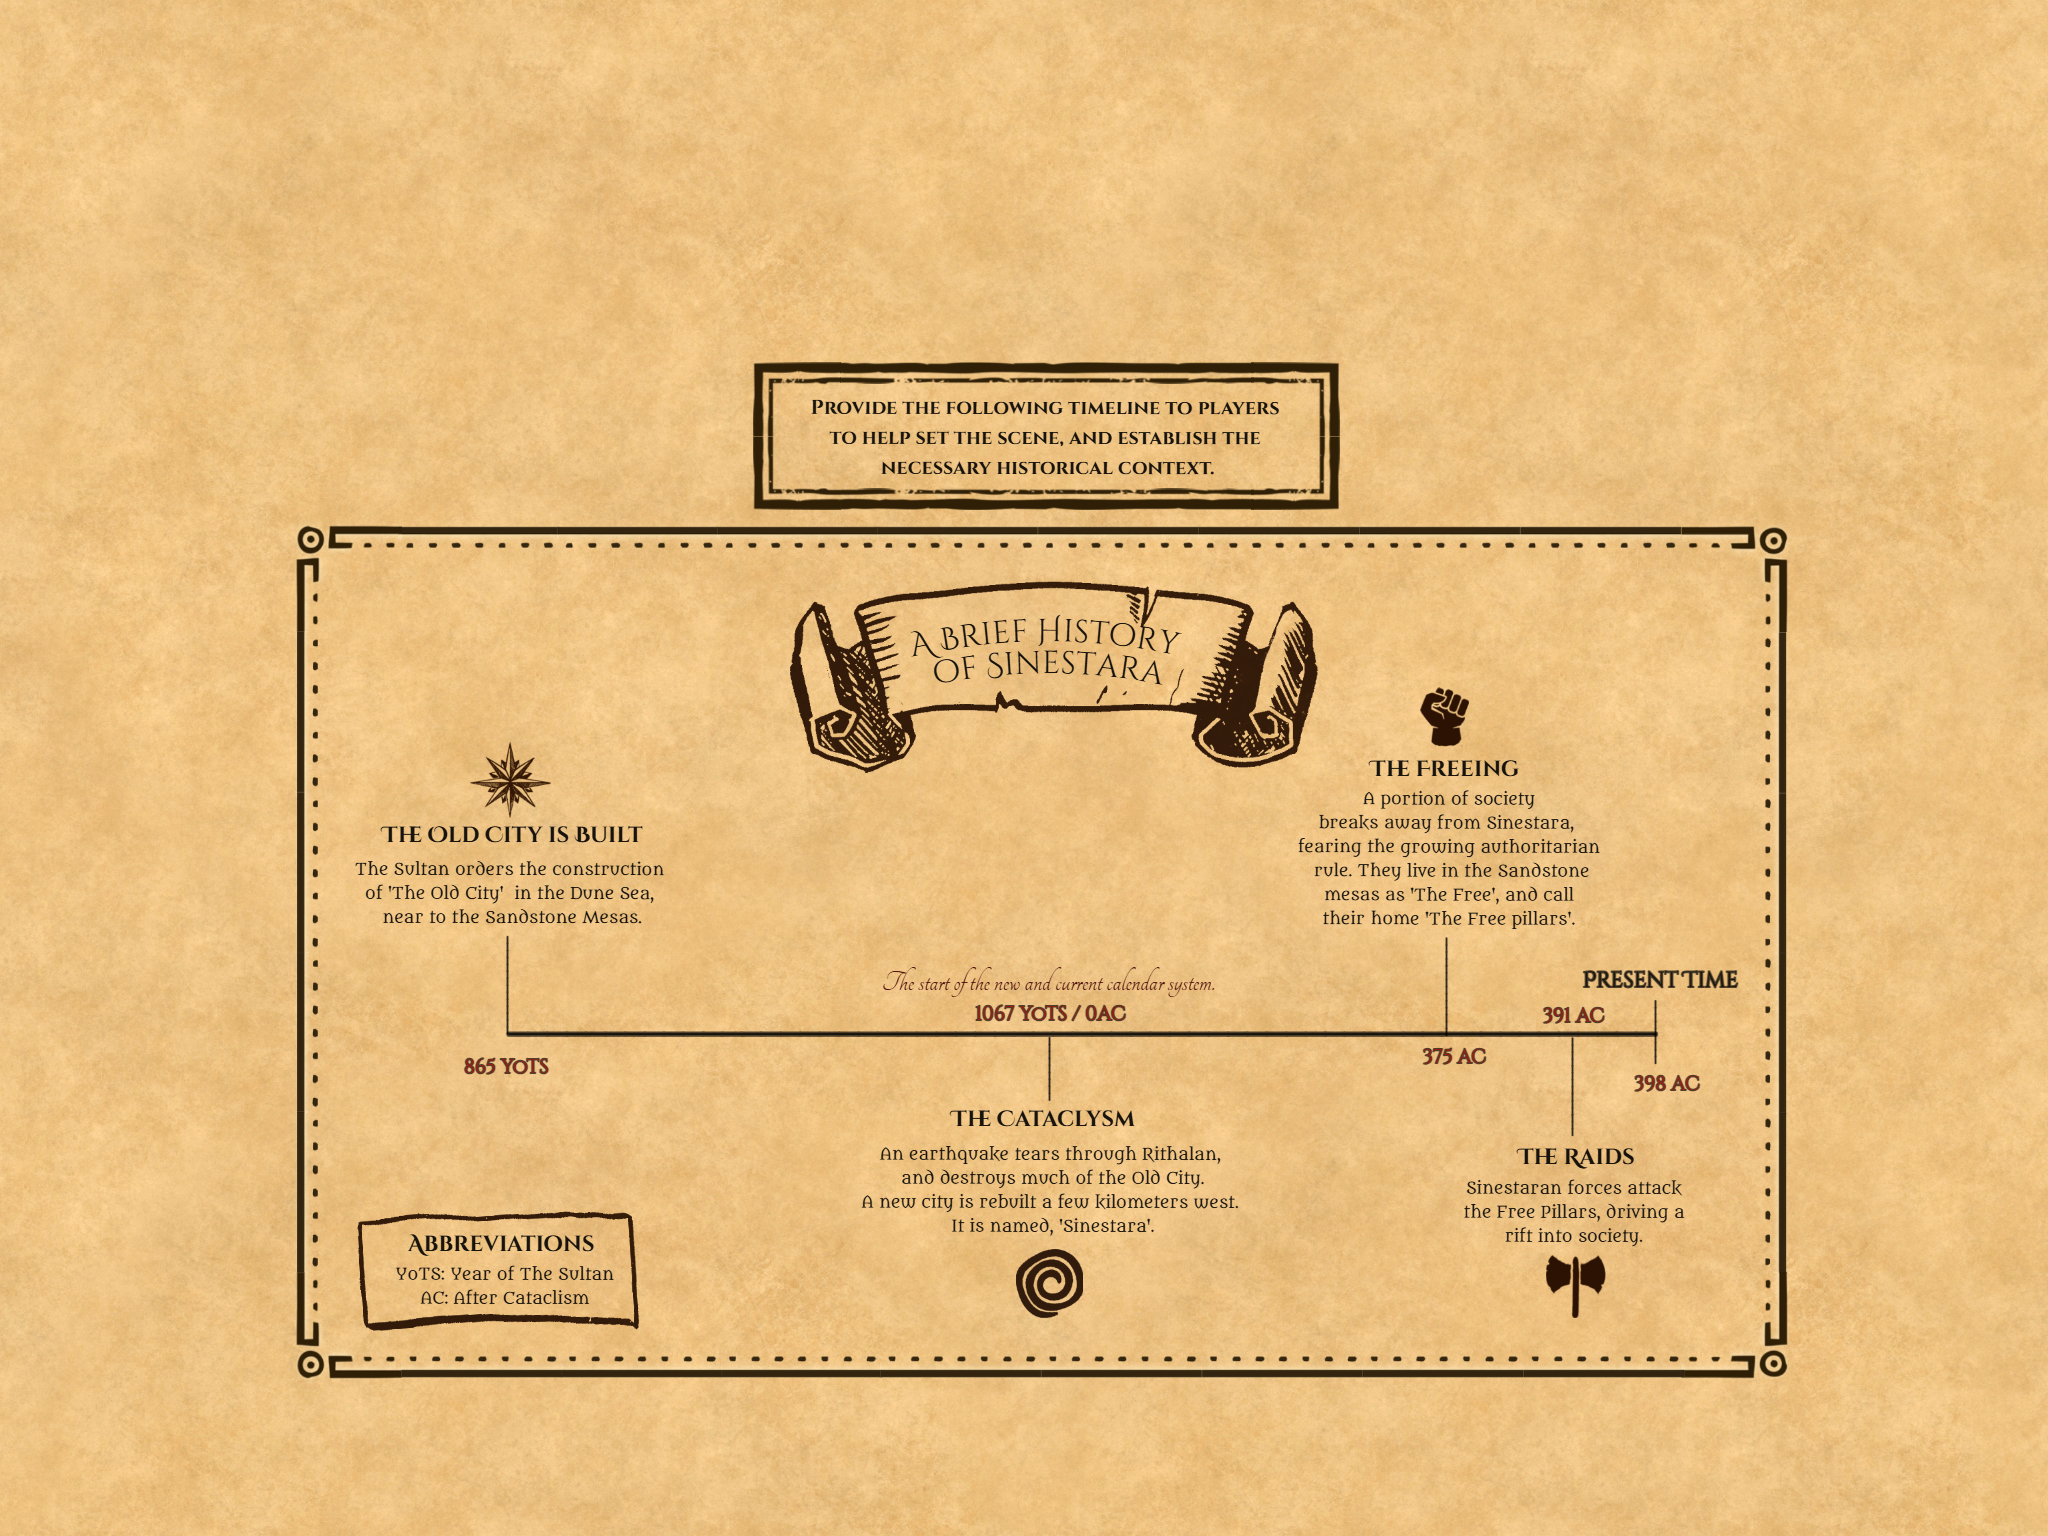 Provide the following timeline to players
to help set the scene, and establish the
necessary historical context.
A Brief History
of Sinestara
The Old City is Built
The Sultan orders the construction
of 'The Old City' in the Dune Sea,
near to the Sandstone Mesas.
865 YoTS
The start of the new and current calendar system.
1067 YoTS / 0AC
The Cataclysm
An earthquake tears through Rithalan,
and destroys much of the Old City.
A new city is rebuilt a few kilometers west.
It is named, 'Sinestara'.
The Freeing
A portion of society
breaks away from Sinestara,
fearing the growing authoritarian
rule. They live in the Sandstone
mesas as 'The Free', and call
their home 'The Free pillars'.
375 AC
391 AC
The Raids
Sinestaran forces attack
the Free Pillars, driving a
rift into society.
Present Time
398 AC
Abbreviations
YoTS: Year of The Sultan
AC: After Cataclism